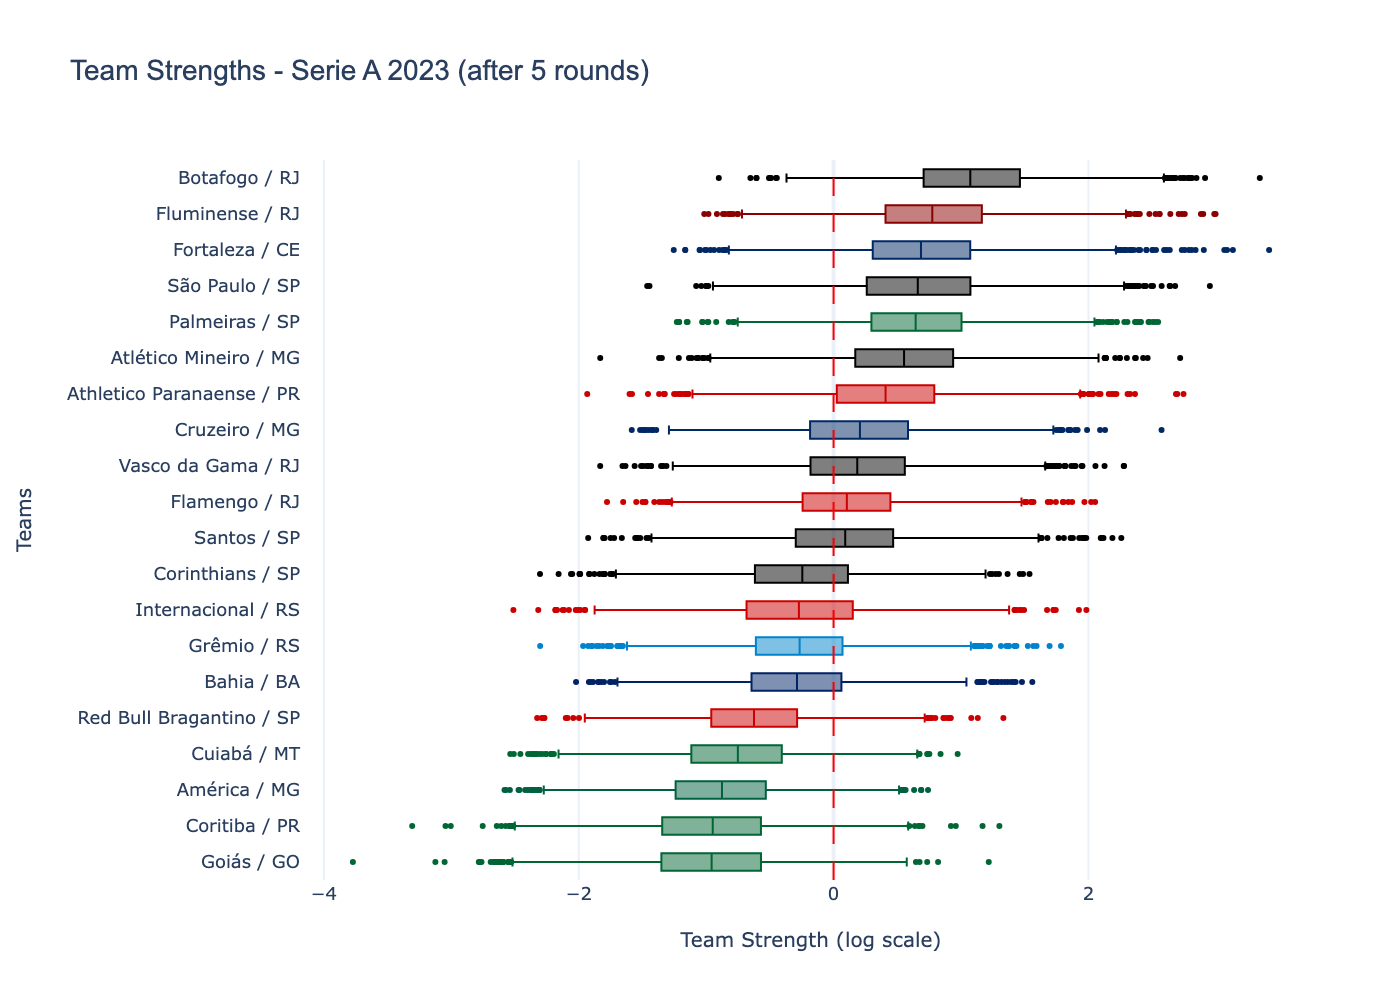 Team Strengths - Serie A 2023 (after 5 rounds)
Botafogo / RJ
Fluminense / RJ
Fortaleza / CE
São Paulo / SP
Palmeiras / SP
Atlético Mineiro / MG
Athletico Paranaense / PR
Cruzeiro / MG
Vasco da Gama / RJ
Flamengo / RJ
Santos / SP
Corinthians / SP
Internacional / RS
Grêmio / RS
Bahia / BA
Red Bull Bragantino / SP
Cuiabá / MT
América / MG
Coritiba / PR
Goiás / GO
Teams
−4 −2 0 2
Team Strength (log scale)